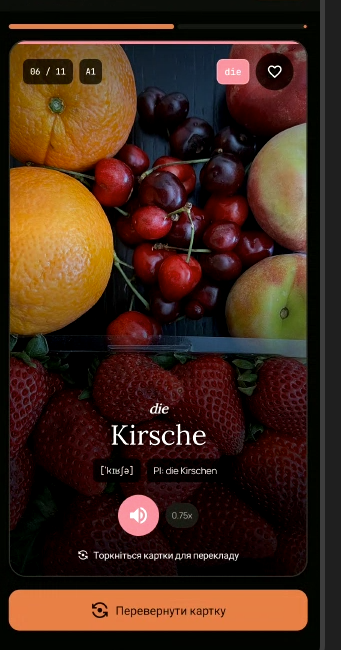 06 / 11 A1 die
die
Kirsche
[ˈkɪʁʃə] Pl: die Kirschen
0.75x
Торкніться картки для перекладу
Перевернути картку